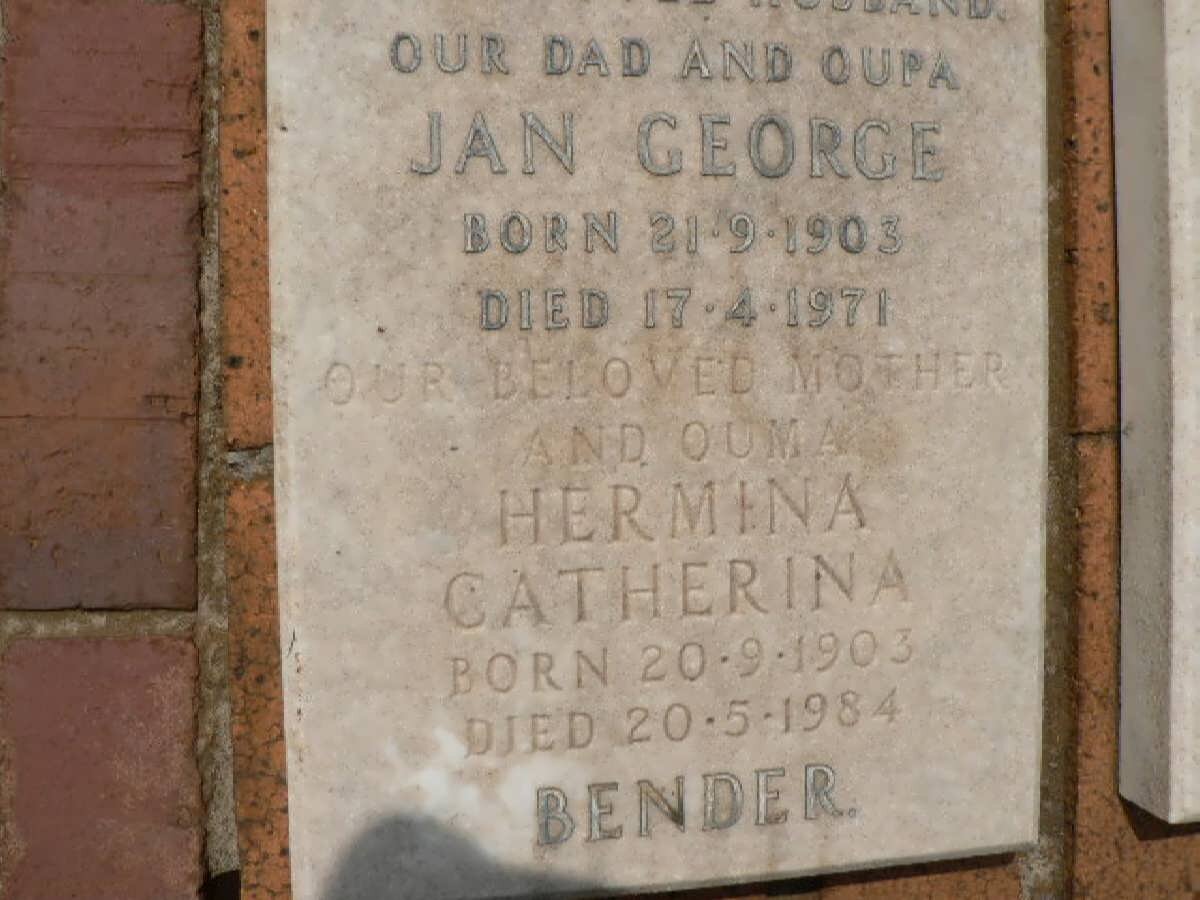 HUSBAND.
OUR DAD AND OUPA
JAN GEORGE
BORN 21·9·1903
DIED 17·4·1971
OUR BELOVED MOTHER
AND OUMA
HERMINA
CATHERINA
BORN 20·9·1903
DIED 20·5·1984
BENDER.